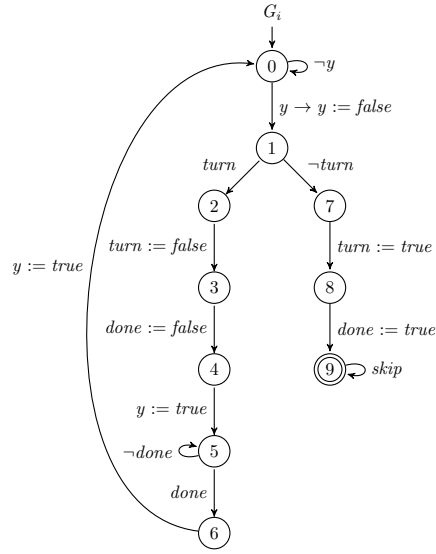 G_i
0
¬y
y → y := false
1
turn
¬turn
2
7
turn := false
turn := true
3
8
done := false
done := true
4
9
skip
y := true
y := true
¬done
5
done
6